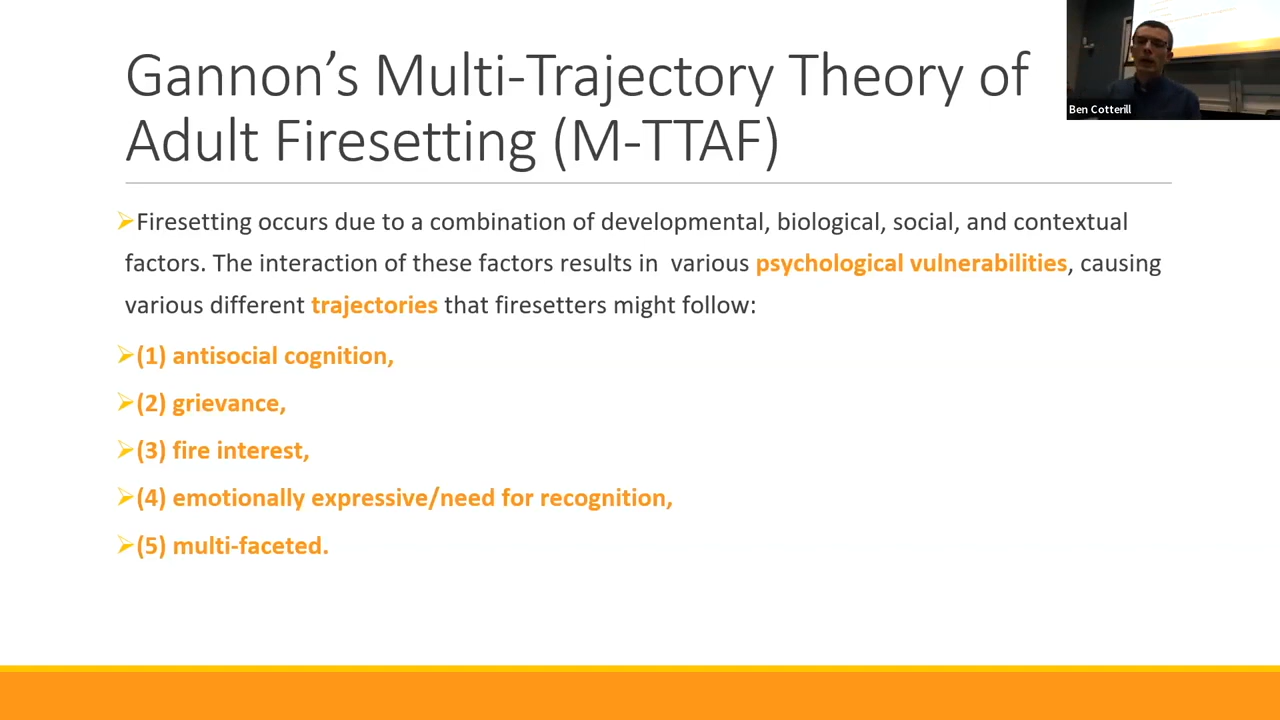 Gannon’s Multi-Trajectory Theory of
Adult Firesetting (M-TTAF)
Ben Cotterill
Firesetting occurs due to a combination of developmental, biological, social, and contextual
factors. The interaction of these factors results in various psychological vulnerabilities, causing
various different trajectories that firesetters might follow:
(1) antisocial cognition,
(2) grievance,
(3) fire interest,
(4) emotionally expressive/need for recognition,
(5) multi-faceted.